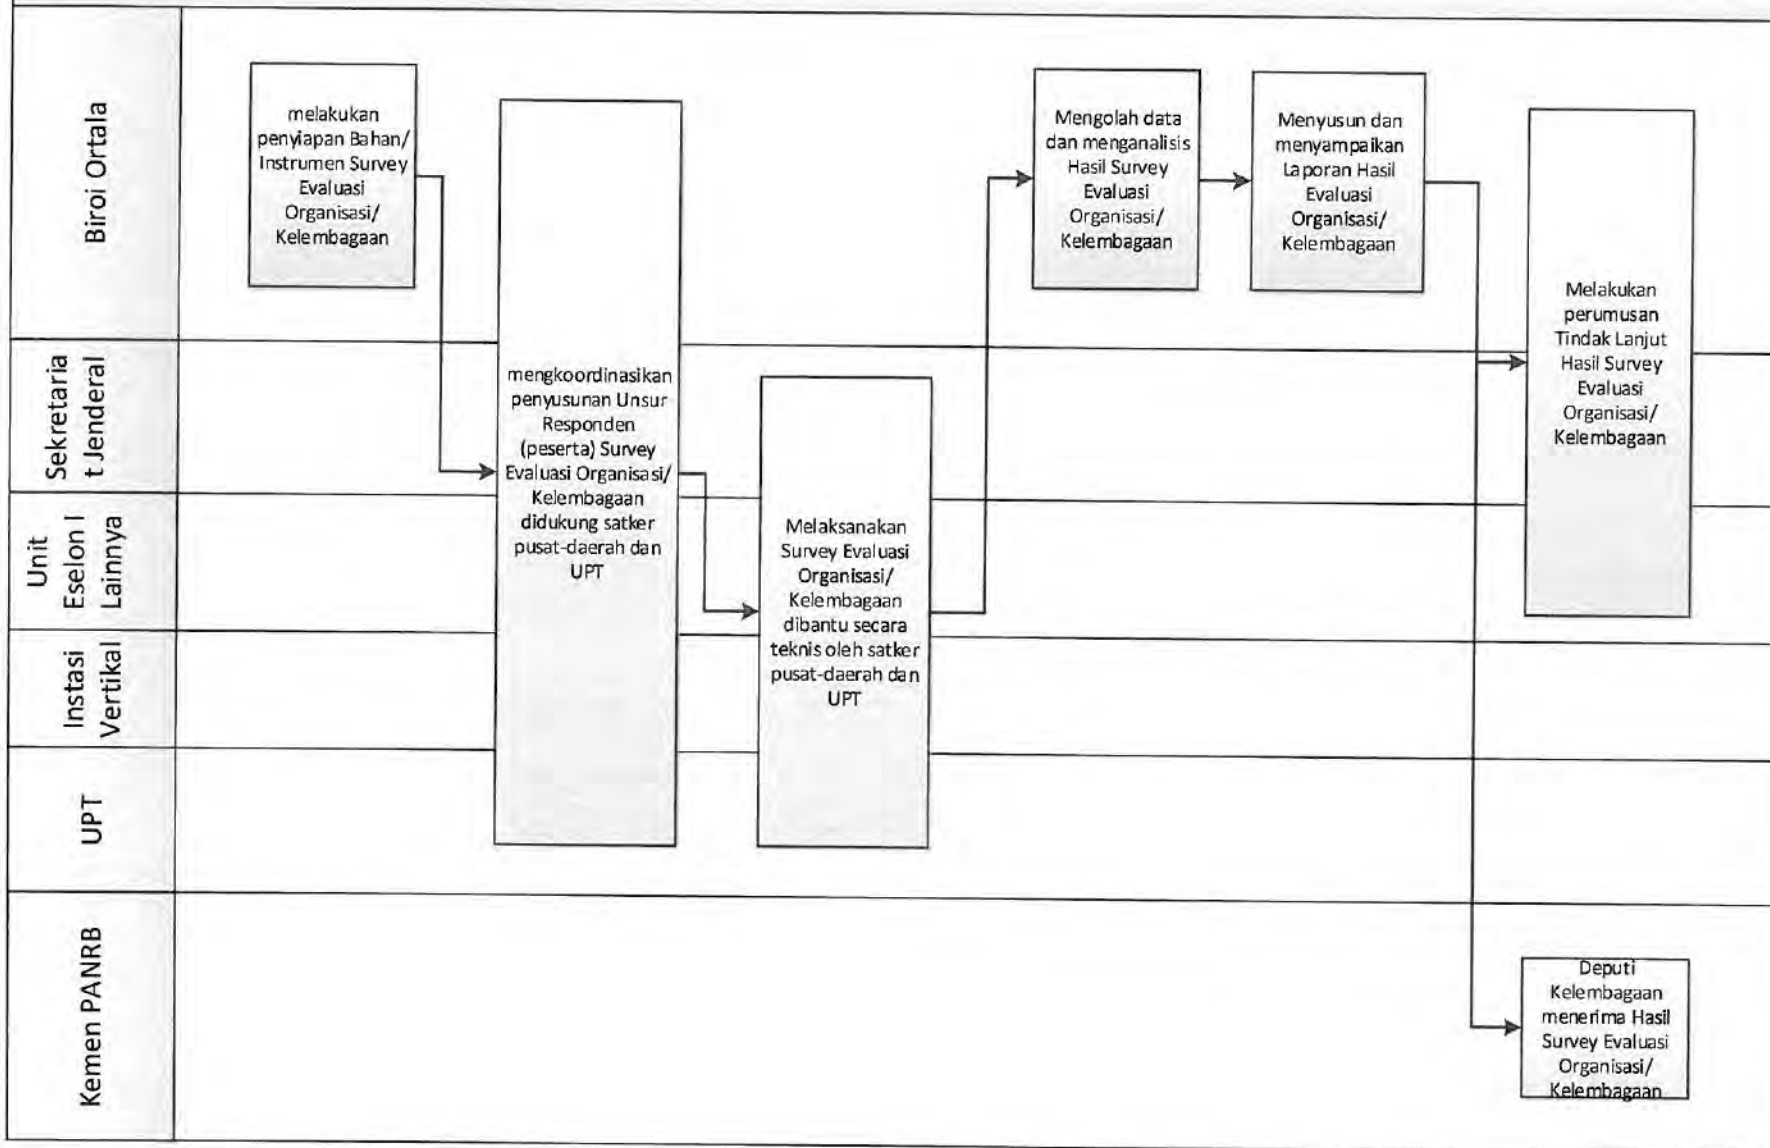 Biroi Ortala
melakukan
penyiapan Bahan/
Instrumen Survey
Evaluasi
Organisasi/
Kelembagaan
Mengolah data
dan menganalisis
Hasil Survey
Evaluasi
Organisasi/
Kelembagaan
Menyusun dan
menyampaikan
Laporan Hasil
Evaluasi
Organisasi/
Kelembagaan
Melakukan
perumusan
Tindak Lanjut
Hasil Survey
Evaluasi
Organisasi/
Kelembagaan
Sekretaria
t Jenderal
mengkoordinasikan
penyusunan Unsur
Responden
(peserta) Survey
Evaluasi Organisasi/
Kelembagaan
didukung satker
pusat-daerah dan
UPT
Unit
Eselon I
Lainnya
Melaksanakan
Survey Evaluasi
Organisasi/
Kelembagaan
dibantu secara
teknis oleh satker
pusat-daerah dan
UPT
Instasi
Vertikal
UPT
Kemen PANRB
Deputi
Kelembagaan
menerima Hasil
Survey Evaluasi
Organisasi/
Kelembagaan